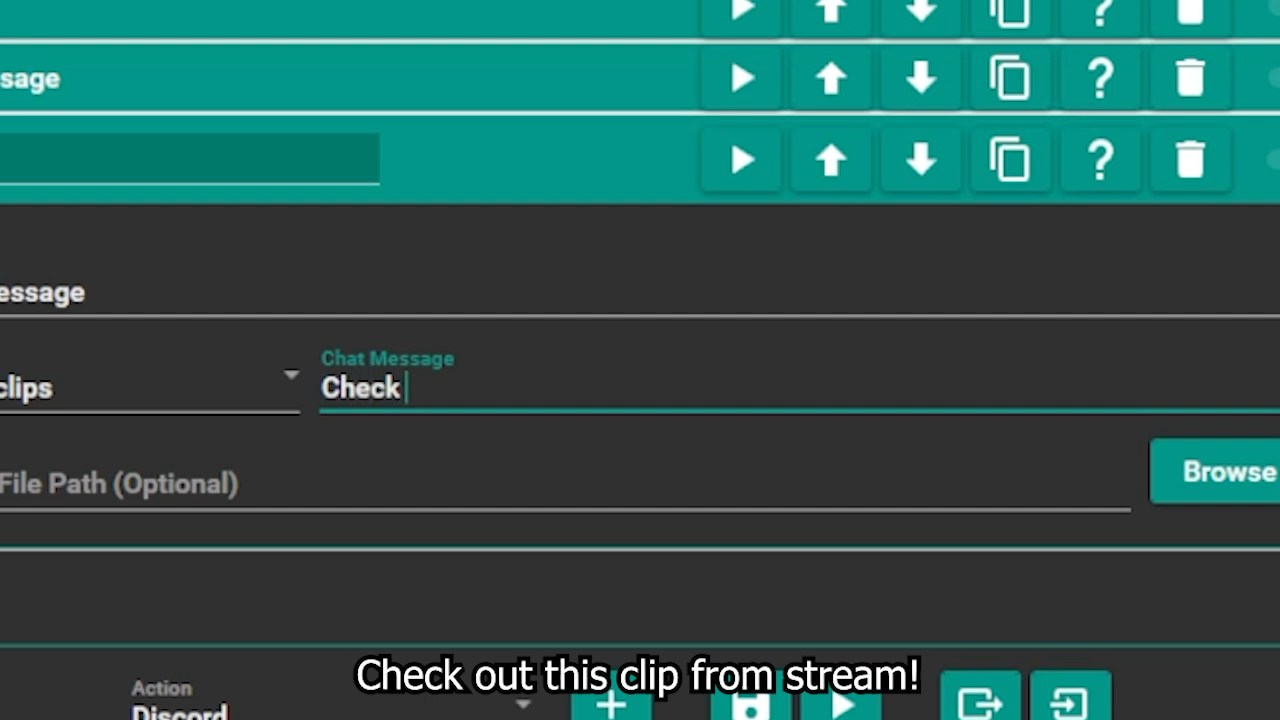 ssage
essage
Chat Message
clips
Check
File Path (Optional)
Browse
Check out this clip from stream!
Action
Discord